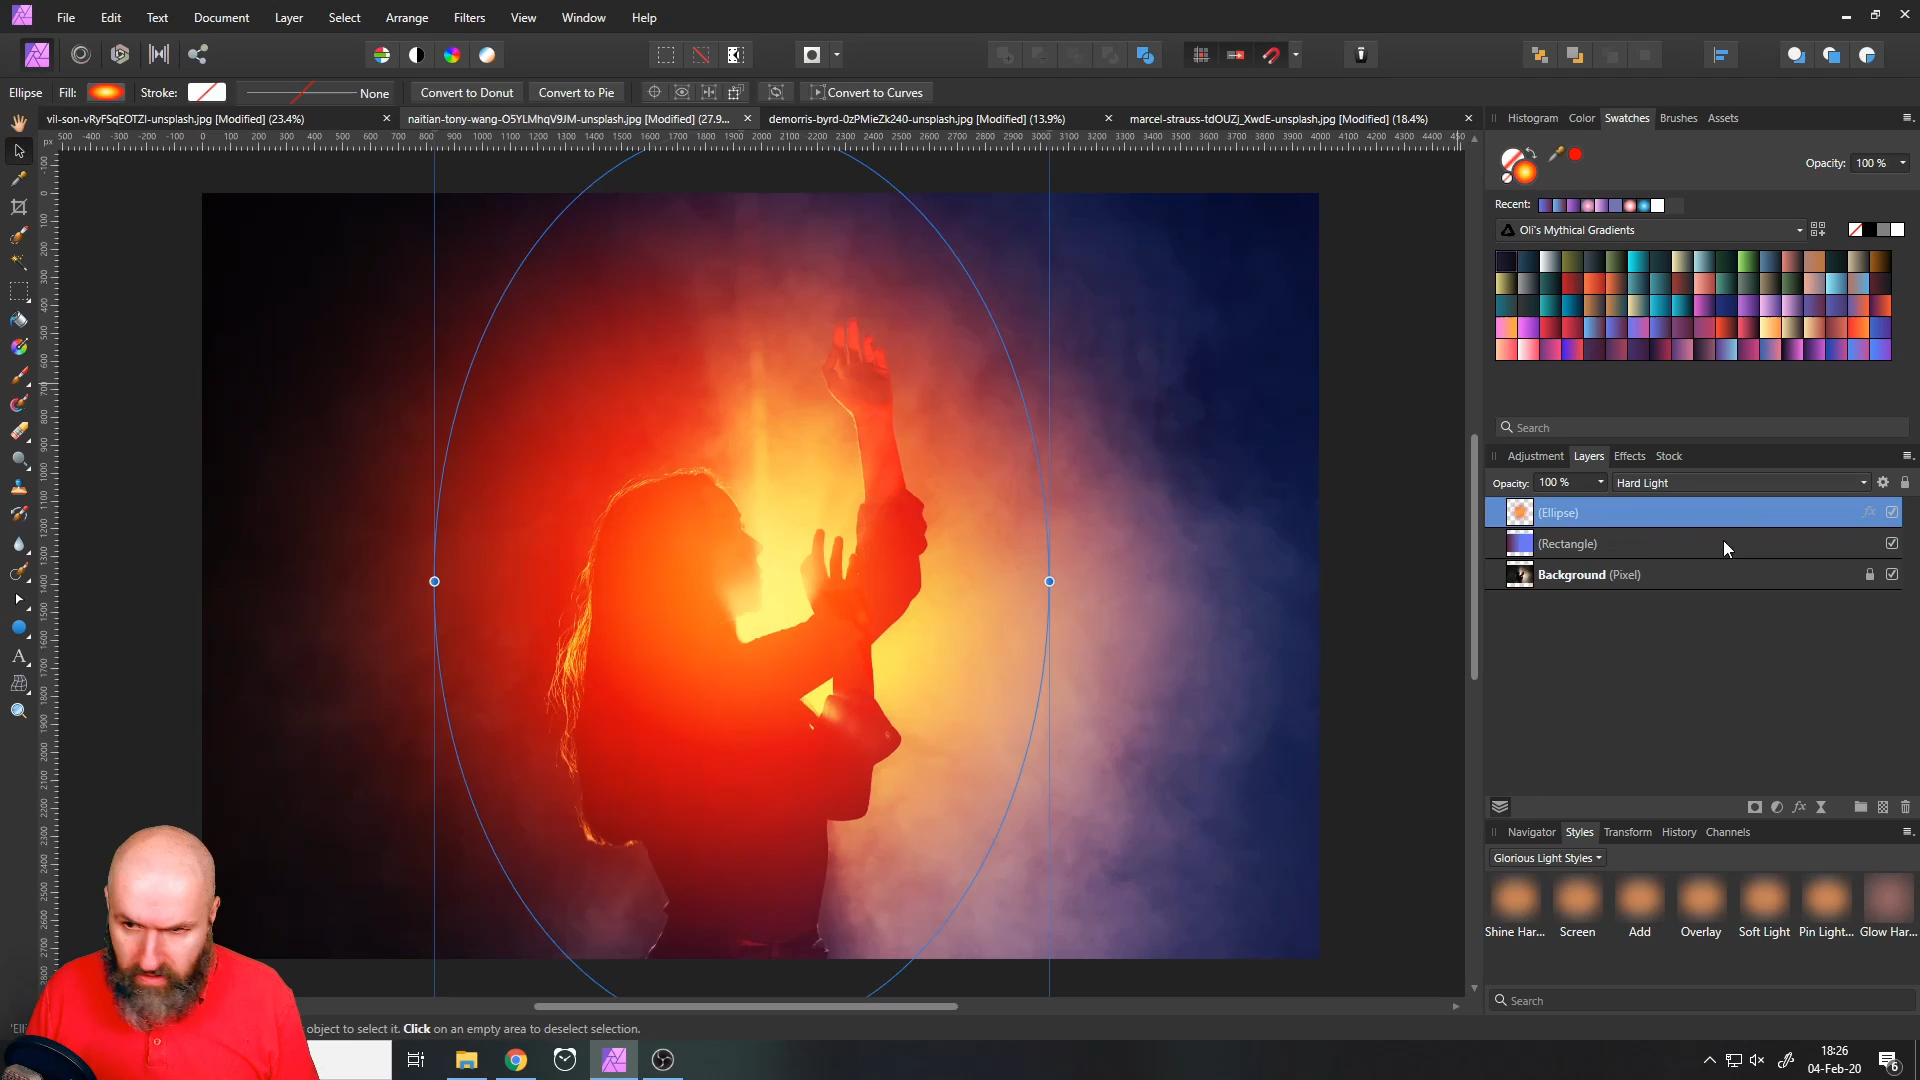 File Edit Text Document Layer Select Arrange Filters View Window Help
Ellipse Fill: Stroke: None Convert to Donut Convert to Pie Convert to Curves
vil-son-vRyFSqEOTZI-unsplash.jpg [Modified] (23.4%) naitian-tony-wang-O5YLMhqV9JM-unsplash.jpg [Modified] (27.9... demorris-byrd-0zPMieZk240-unsplash.jpg [Modified] (13.9%) marcel-strauss-tdOUZj_XwdE-unsplash.jpg [Modified] (18.4%)
Histogram Color Swatches Brushes Assets
px
Opacity: 100 %
Recent:
Oli's Mythical Gradients
Search
Adjustment Layers Effects Stock
Opacity: 100 % Hard Light
(Ellipse) fx
(Rectangle)
Background (Pixel)
Navigator Styles Transform History Channels
Glorious Light Styles
Shine Har... Screen Add Overlay Soft Light Pin Light... Glow Har...
Search
object to select it. Click on an empty area to deselect selection.
18:26
04-Feb-20
6